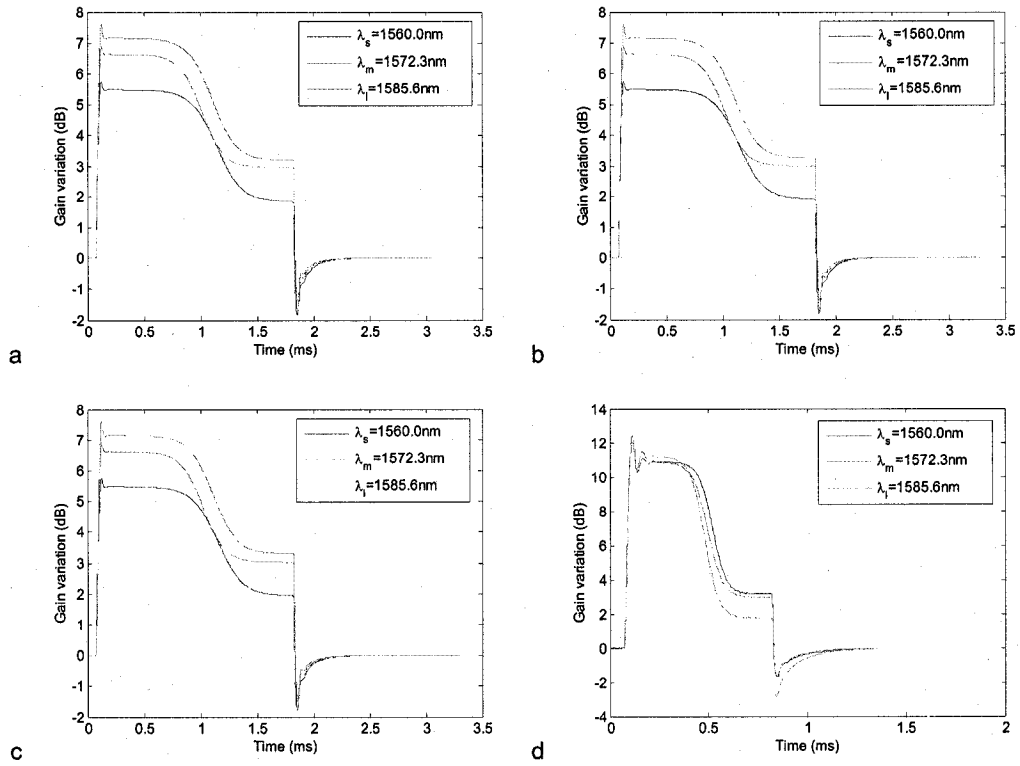 8
7
6
5
4
3
2
1
0
-1
-2
Gain variation (dB)
λs=1560.0nm
λm=1572.3nm
λl=1585.6nm
0 0.5 1 1.5 2 2.5 3 3.5
Time (ms)
a
8
7
6
5
4
3
2
1
0
-1
-2
Gain variation (dB)
λs=1560.0nm
λm=1572.3nm
λl=1585.6nm
0 0.5 1 1.5 2 2.5 3 3.5
Time (ms)
b
8
7
6
5
4
3
2
1
0
-1
-2
Gain variation (dB)
λs=1560.0nm
λm=1572.3nm
λl=1585.6nm
0 0.5 1 1.5 2 2.5 3 3.5
Time (ms)
c
14
12
10
8
6
4
2
0
-2
-4
Gain variation (dB)
λs=1560.0nm
λm=1572.3nm
λl=1585.6nm
0 0.5 1 1.5 2
Time (ms)
d